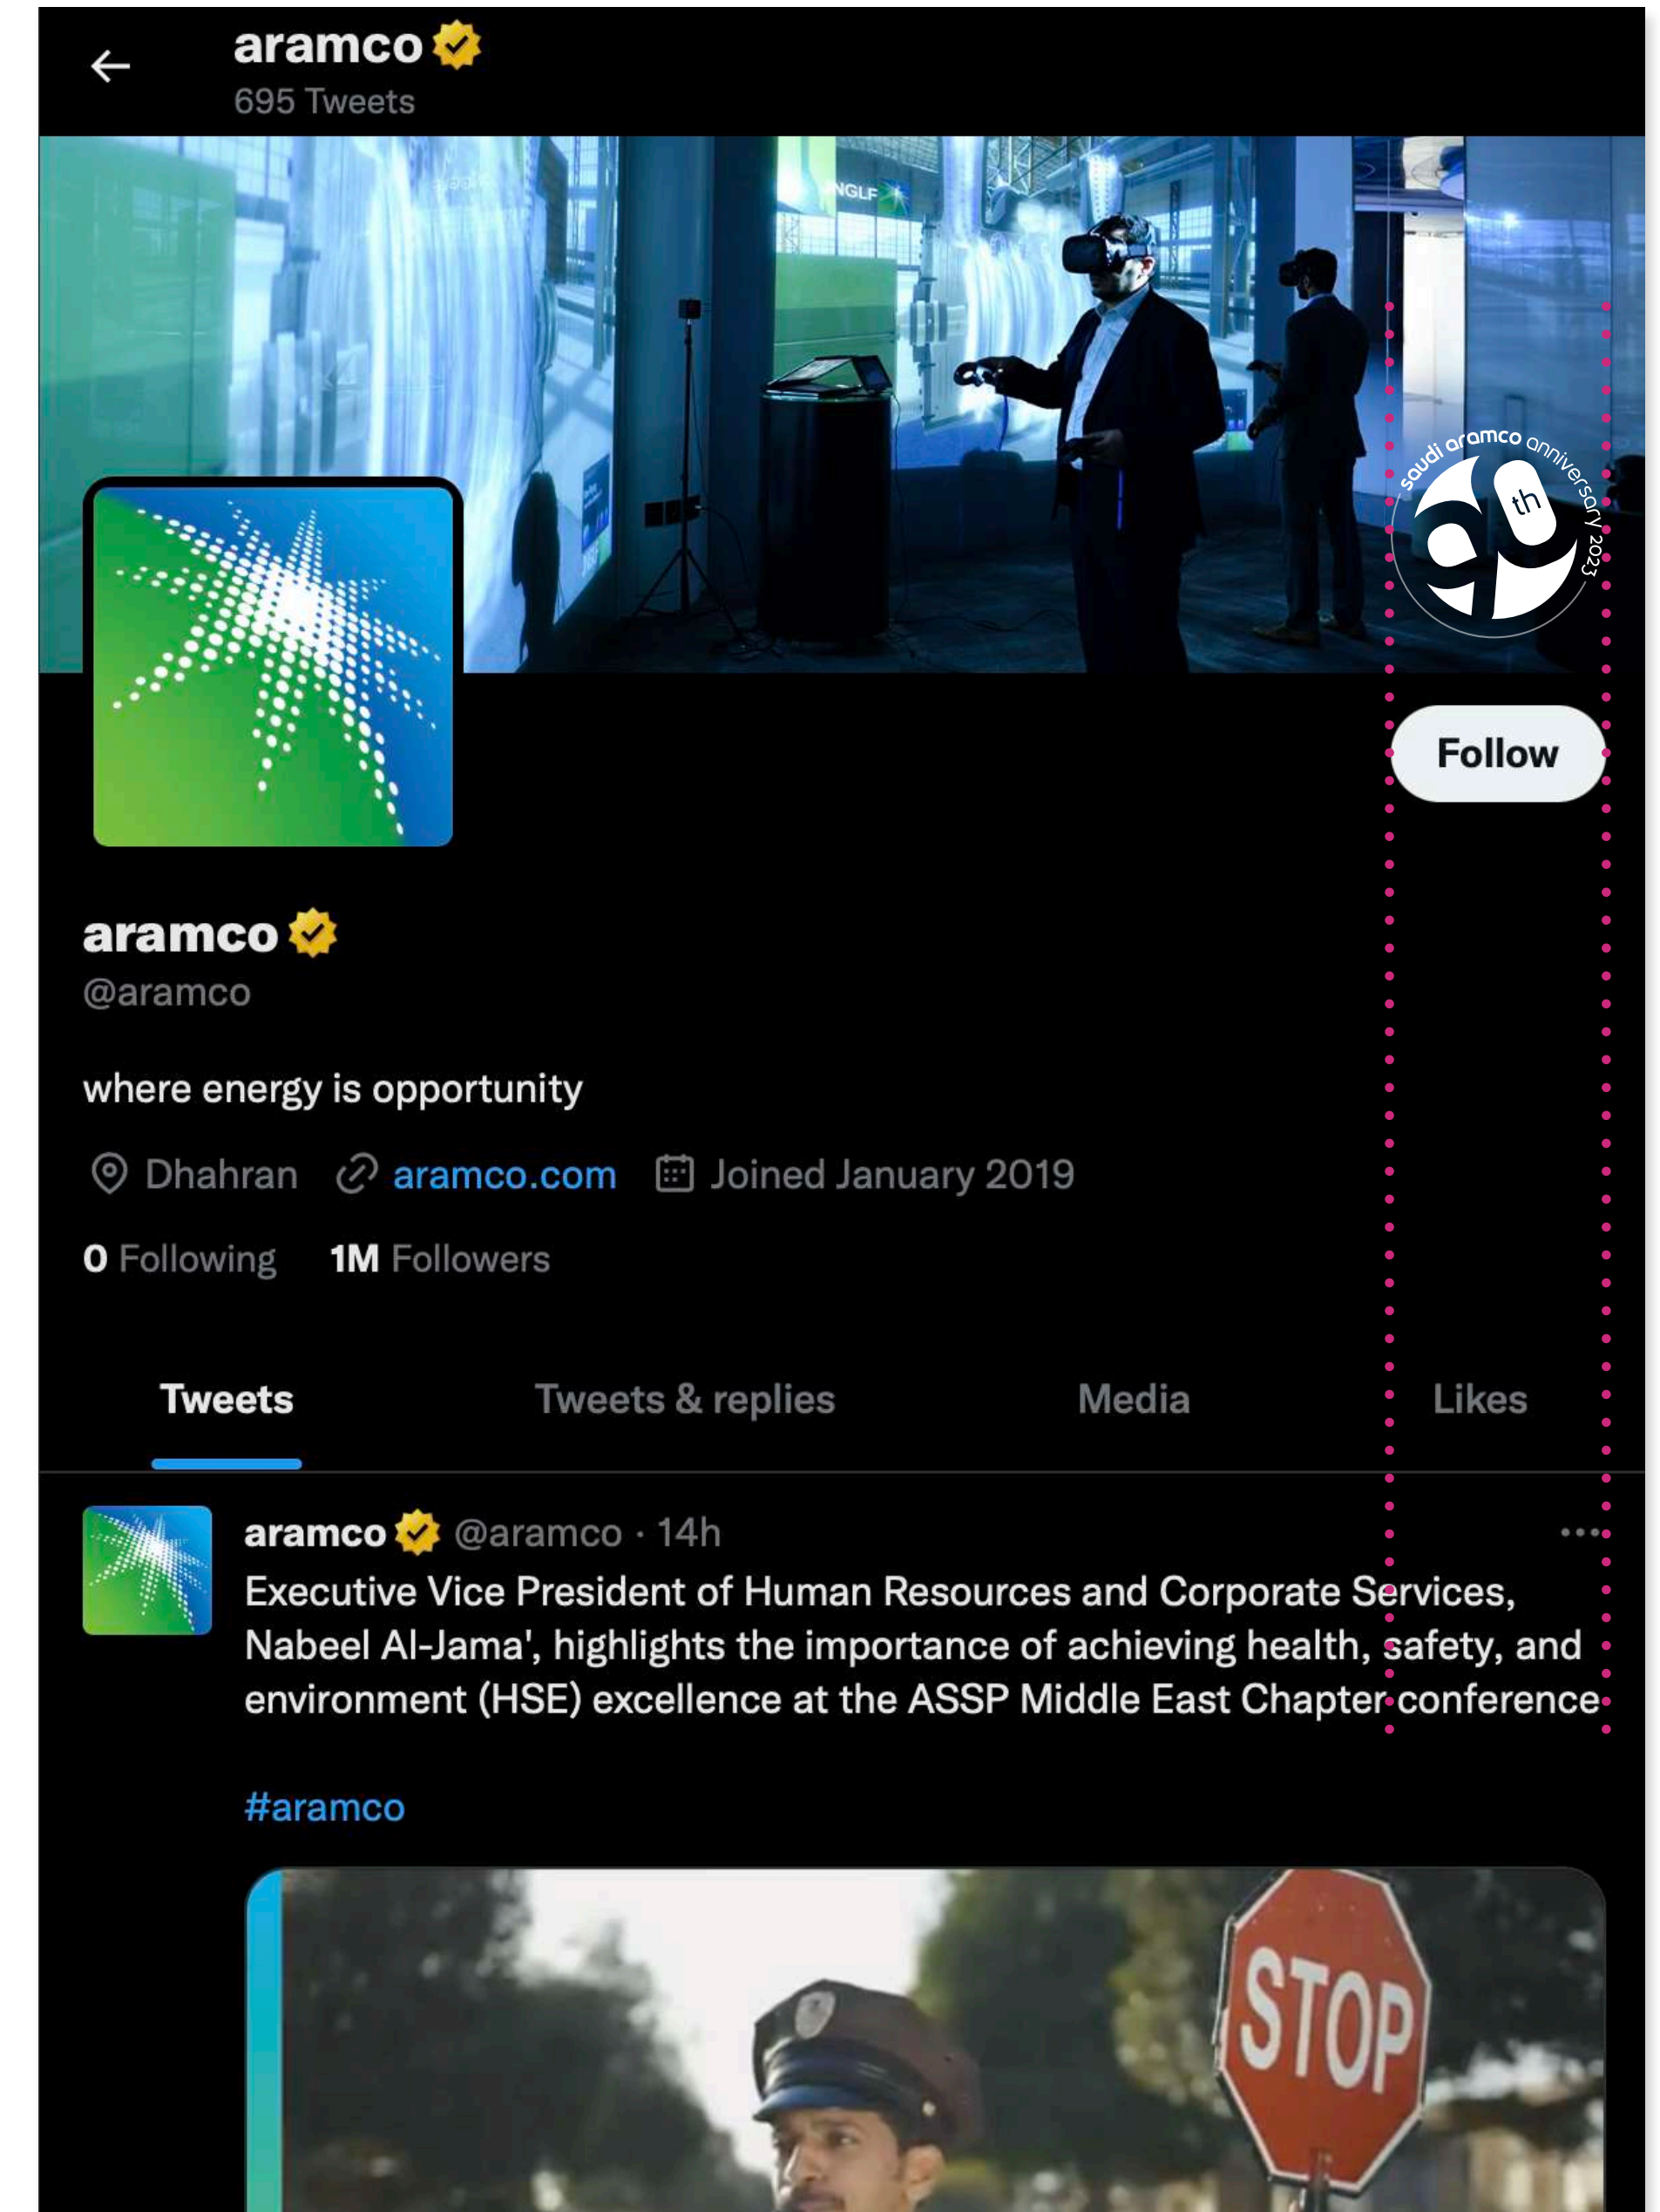 aramco
695 Tweets
NGLF
saudi aramco anniversary 2023
90th
Follow
aramco
@aramco
where energy is opportunity
Dhahran aramco.com Joined January 2019
0 Following 1M Followers
Tweets Tweets & replies Media Likes
aramco @aramco · 14h
Executive Vice President of Human Resources and Corporate Services,
Nabeel Al-Jama', highlights the importance of achieving health, safety, and
environment (HSE) excellence at the ASSP Middle East Chapter conference
#aramco
STOP